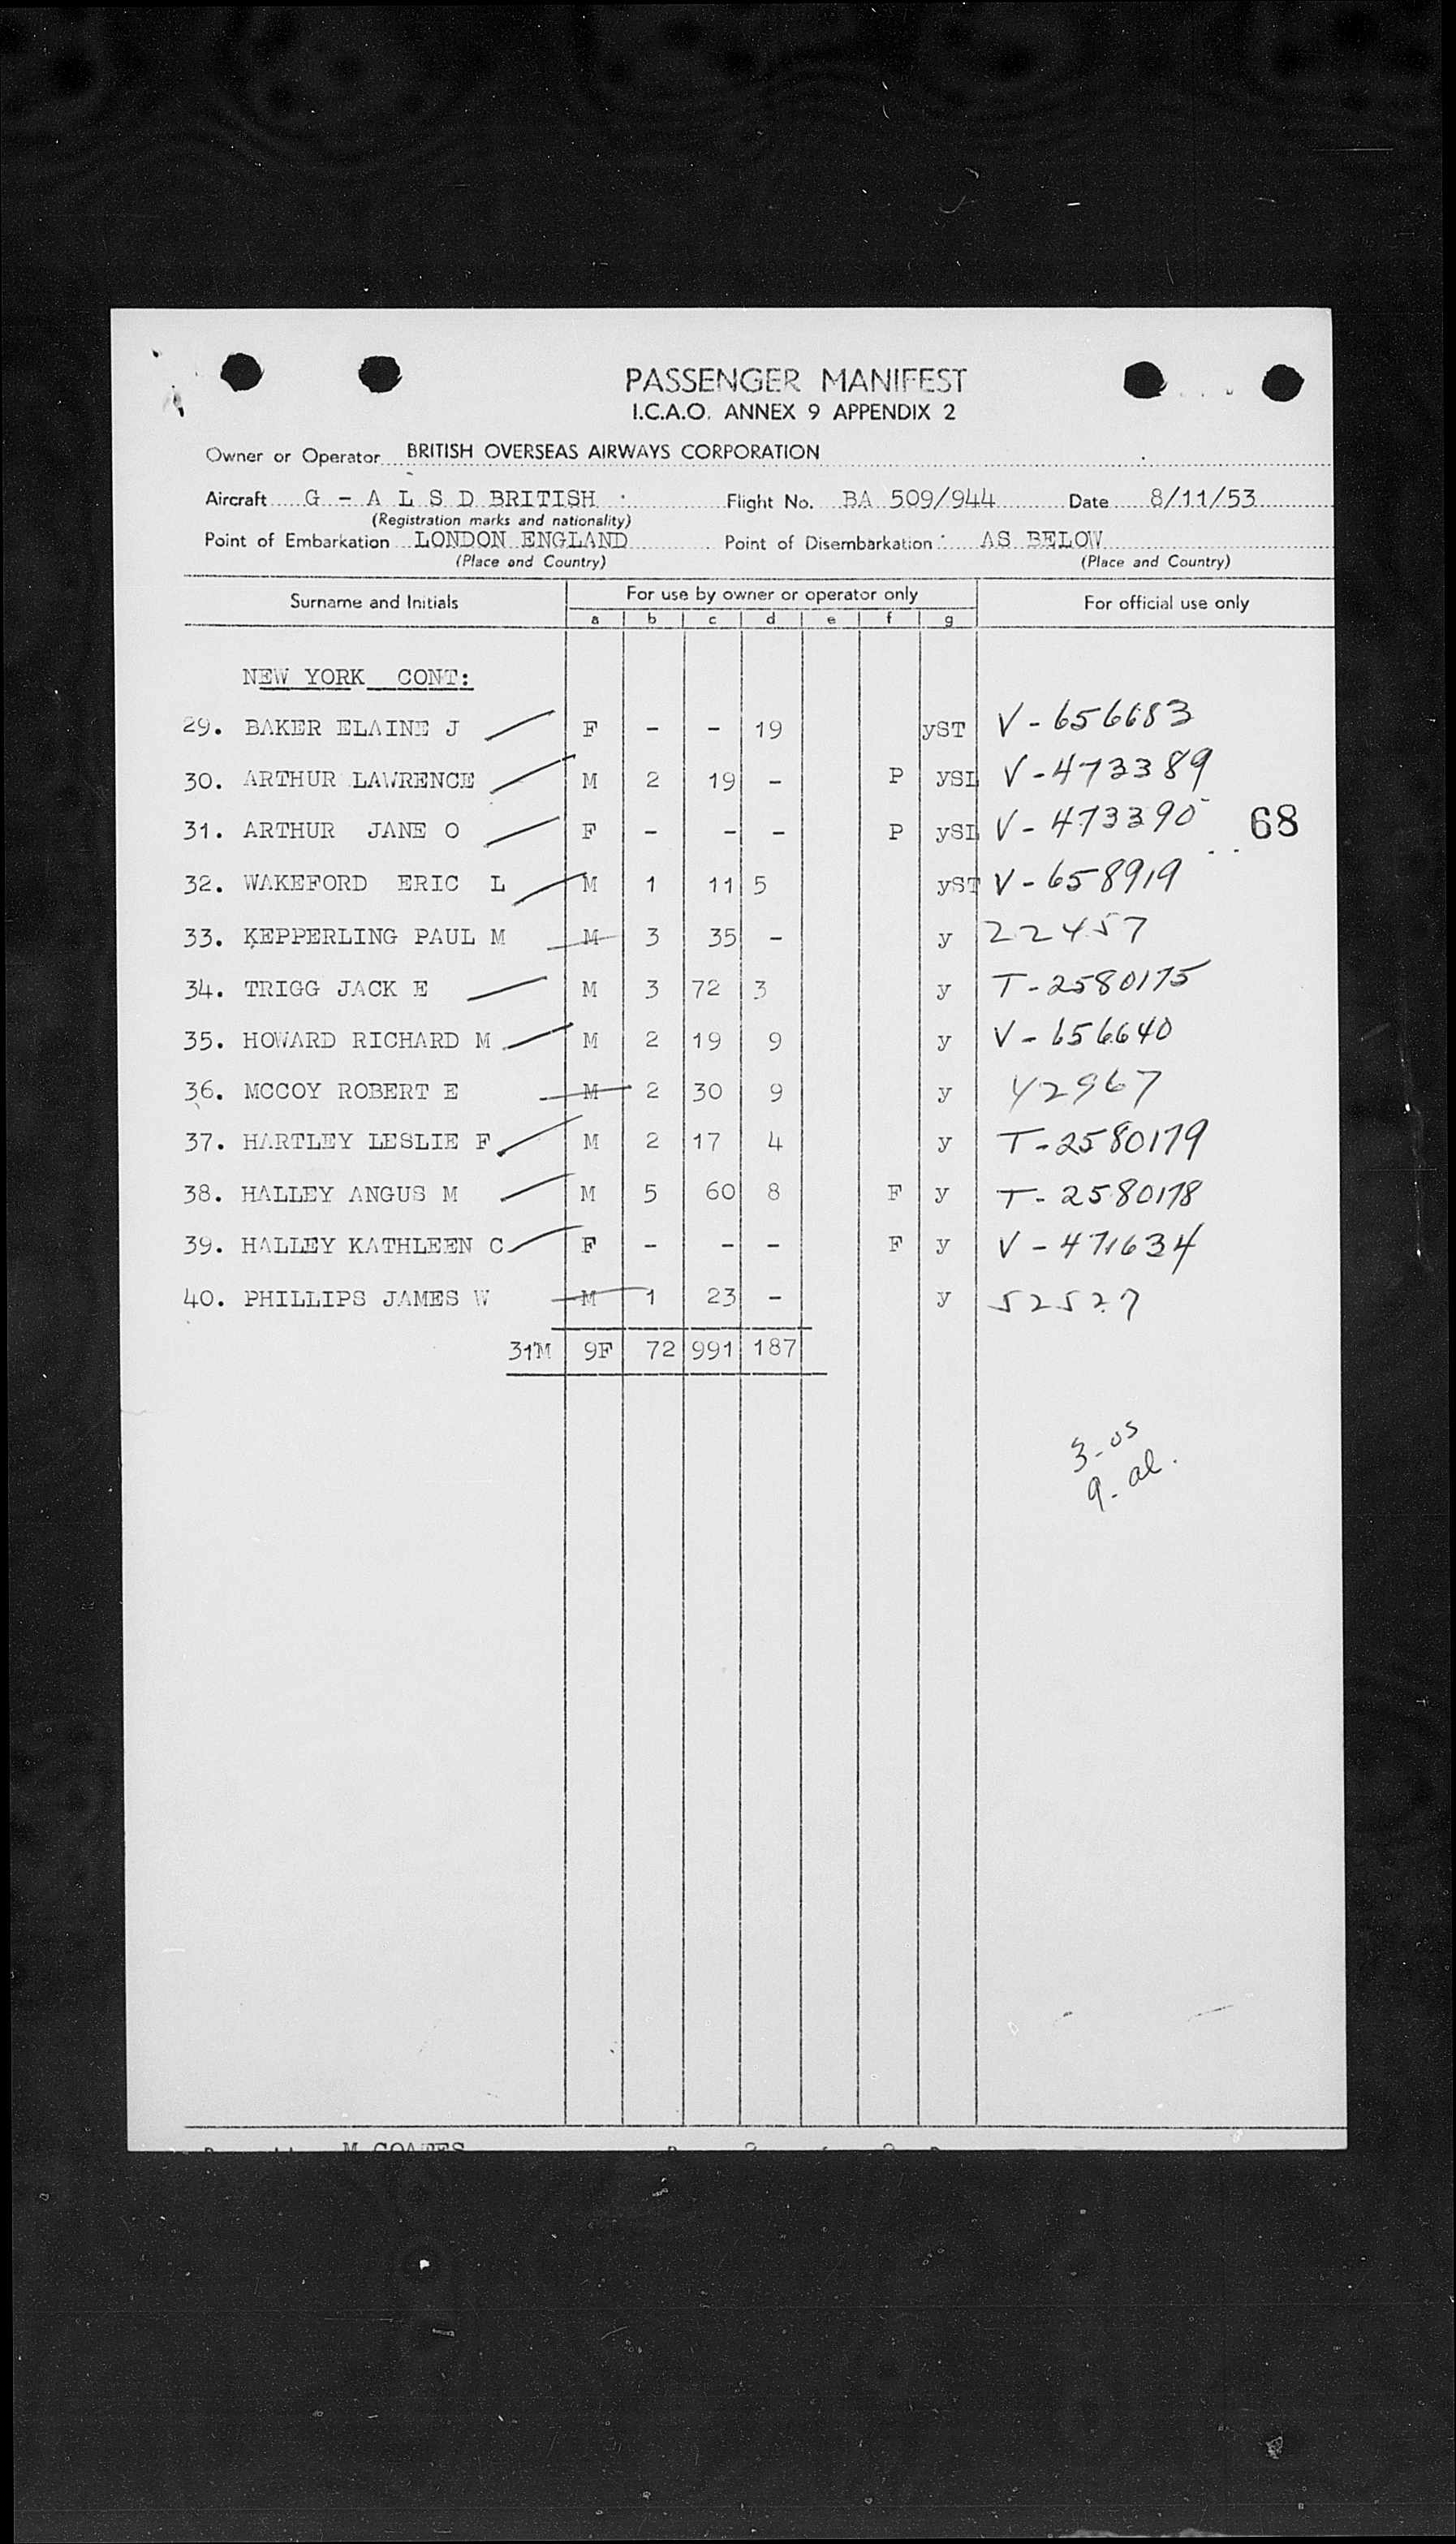 PASSENGER MANIFEST
I.C.A.O. ANNEX 9 APPENDIX 2
Owner or Operator BRITISH OVERSEAS AIRWAYS CORPORATION
Aircraft G - A L S D BRITISH Flight No. BA 509/944 Date 8/11/53
(Registration marks and nationality)
Point of Embarkation LONDON ENGLAND Point of Disembarkation: AS BELOW
(Place and Country) (Place and Country)
Surname and Initials For use by owner or operator only For official use only
a b c d e f g
NEW YORK CONT:
29. BAKER ELAINE J F - - 19 yST V-656683
30. ARTHUR LAWRENCE M 2 19 - P ySL V-473389
31. ARTHUR JANE O F - - - P ySL V-473390 68
32. WAKEFORD ERIC L M 1 11 5 yST V-658919
33. KEPPERLING PAUL M M 3 35 - y 22457
34. TRIGG JACK E M 3 72 3 y T-2580175
35. HOWARD RICHARD M M 2 19 9 y V-656640
36. MCCOY ROBERT E M 2 30 9 y 42967
37. HARTLEY LESLIE F M 2 17 4 y T-2580179
38. HALLEY ANGUS M M 5 60 8 F y T-2580178
39. HALLEY KATHLEEN C F - - - F y V-471634
40. PHILLIPS JAMES W M 1 23 - y 52527
31M 9F 72 991 187
3-us
9-al.
M COATES